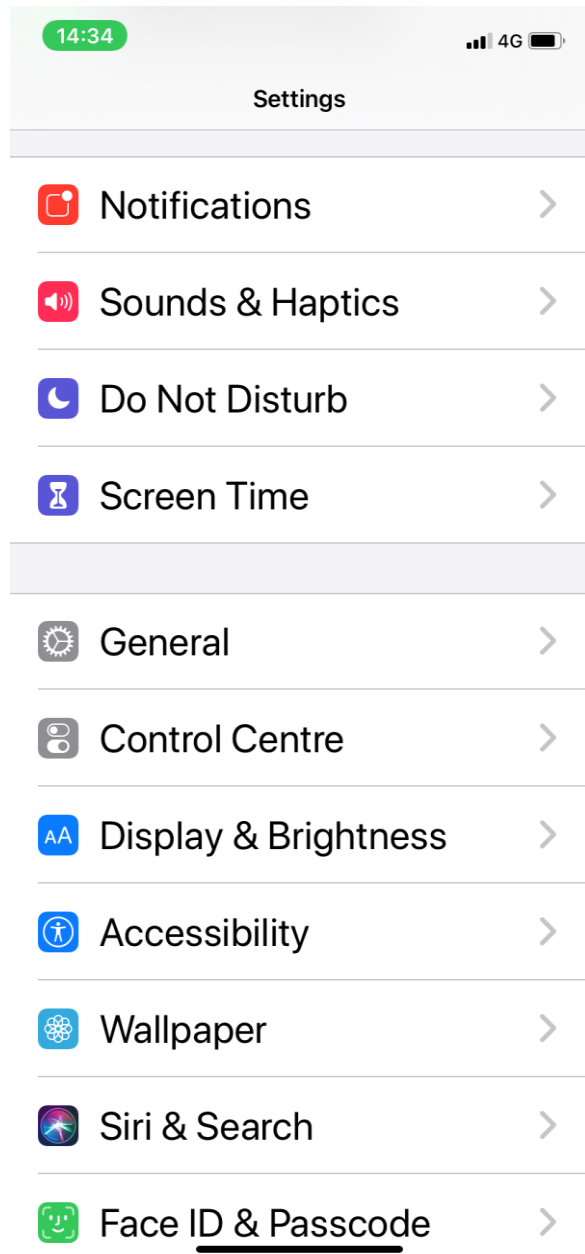 14:34
4G
Settings
Notifications
Sounds & Haptics
Do Not Disturb
Screen Time
General
Control Centre
AA Display & Brightness
Accessibility
Wallpaper
Siri & Search
Face ID & Passcode